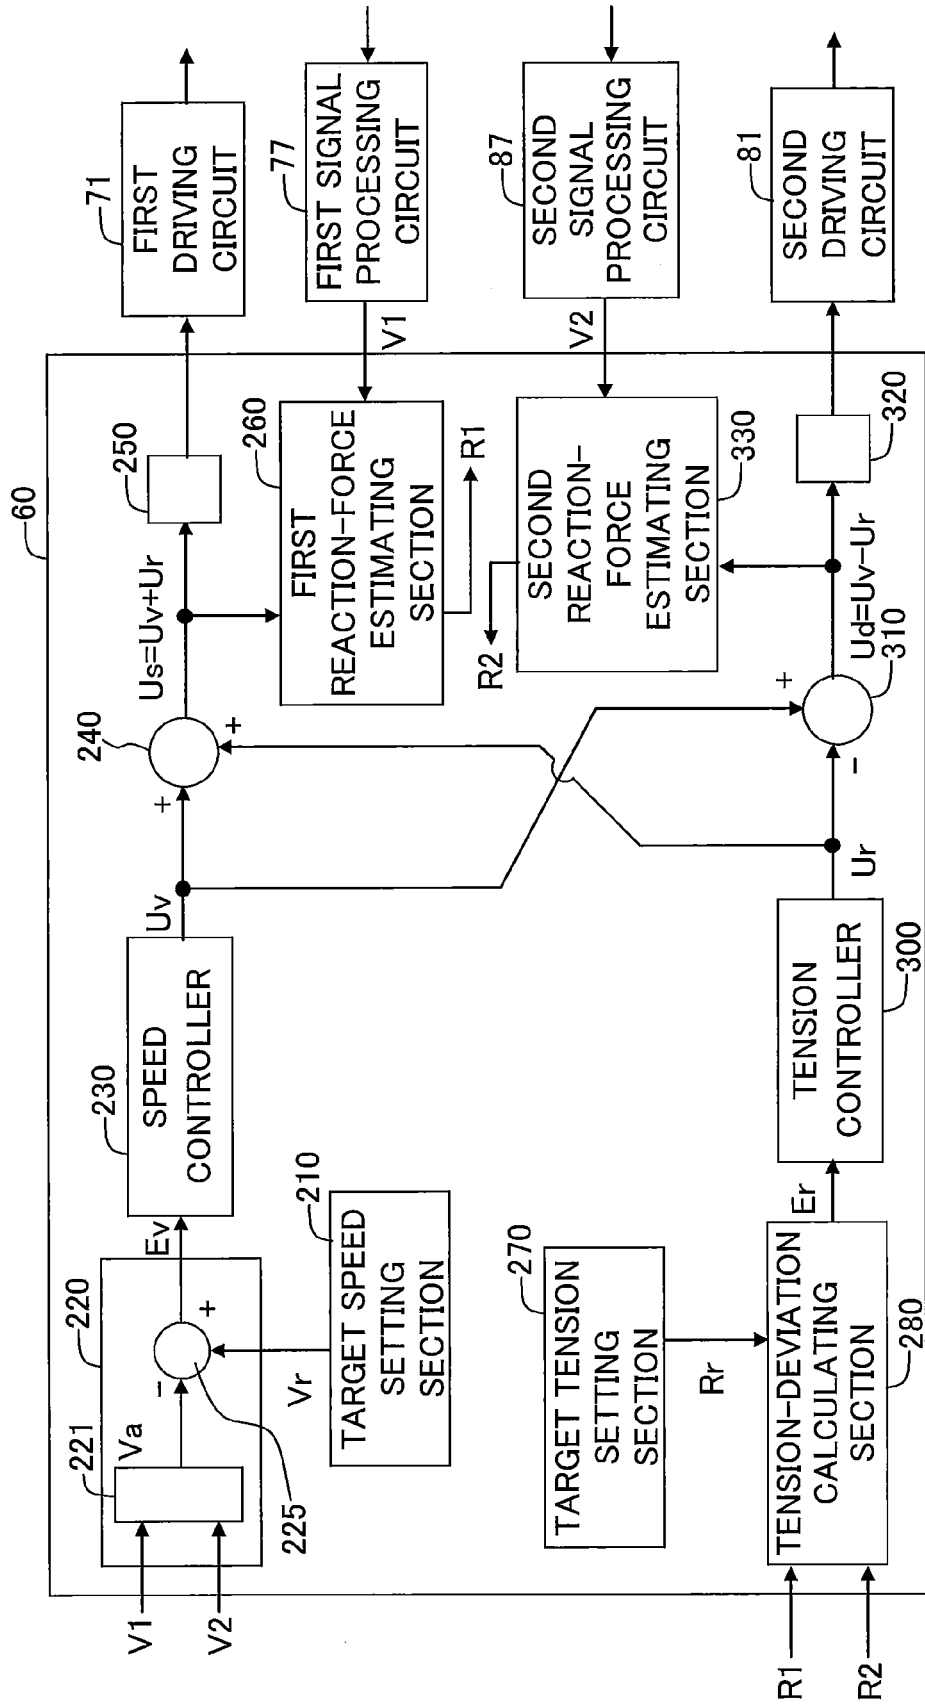 60
V1
V2
221
Va
220
−
+
225
Ev
Vr
210
TARGET SPEED
SETTING
SECTION
230
SPEED
CONTROLLER
Uv
+
240
+
Us=Uv+Ur
250
71
FIRST
DRIVING
CIRCUIT
260
FIRST
REACTION-FORCE
ESTIMATING
SECTION
R1
V1
77
FIRST SIGNAL
PROCESSING
CIRCUIT
R2
SECOND
REACTION-
FORCE
ESTIMATING
SECTION
330
V2
87
SECOND
SIGNAL
PROCESSING
CIRCUIT
270
TARGET TENSION
SETTING
SECTION
Rr
R1
R2
TENSION-DEVIATION
CALCULATING
SECTION
280
Er
TENSION
CONTROLLER
300
Ur
−
+
310
Ud=Uv-Ur
320
81
SECOND
DRIVING
CIRCUIT